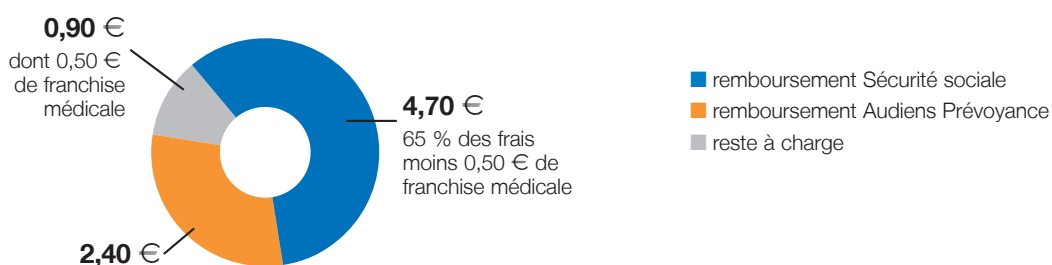 0,90 €
dont 0,50 €
de franchise
médicale
4,70 €
65 % des frais
moins 0,50 € de
franchise médicale
2,40 €
remboursement Sécurité sociale
remboursement Audiens Prévoyance
reste à charge